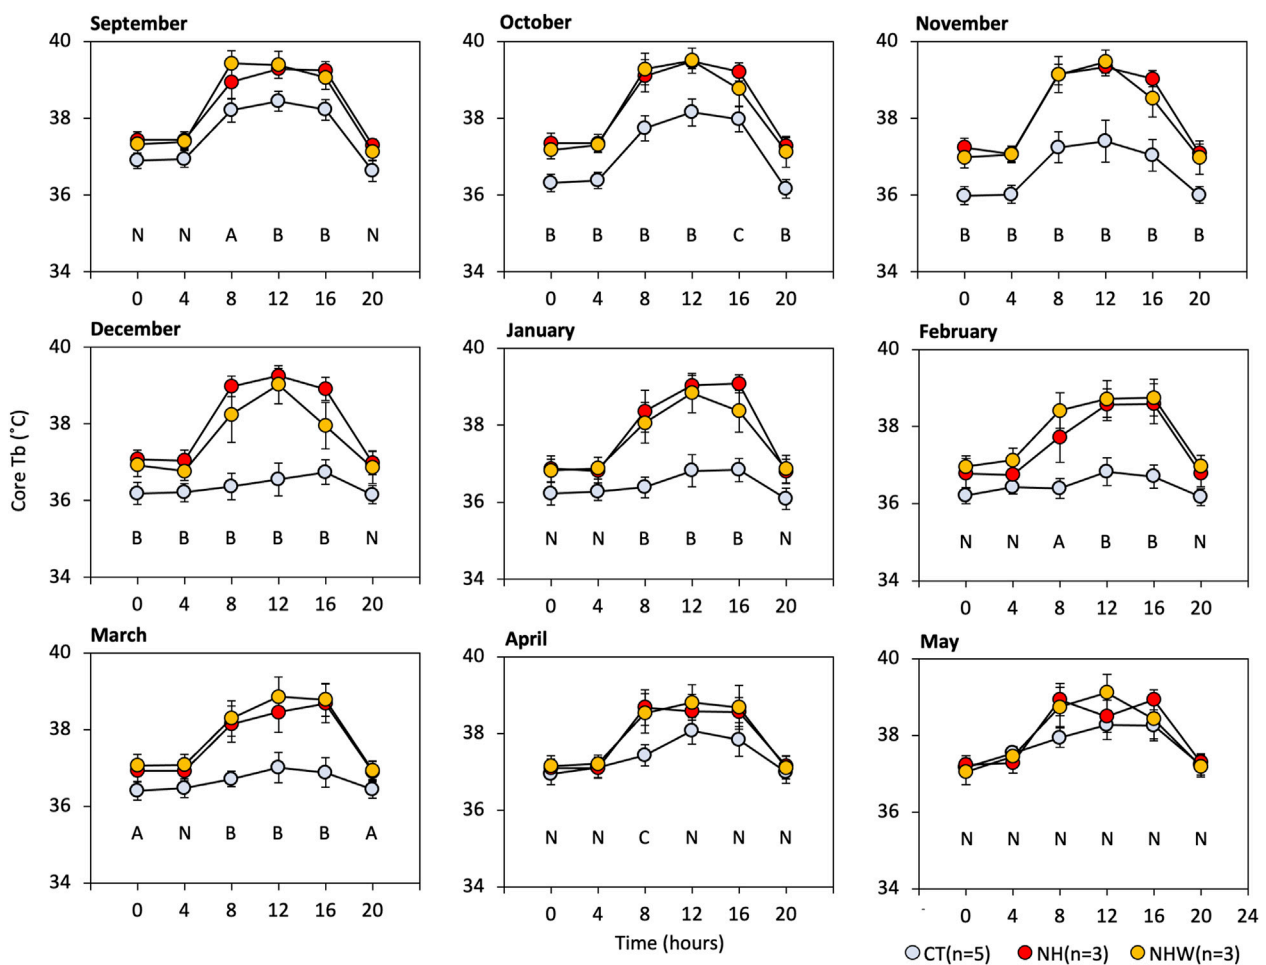 September
October
November
40
38
36
34
N N A B B N
0 4 8 12 16 20
40
38
36
34
B B B B C B
0 4 8 12 16 20
40
38
36
34
B B B B B B
0 4 8 12 16 20
December
January
February
40
38
36
34
B B B B B N
0 4 8 12 16 20
40
38
36
34
N N B B B N
0 4 8 12 16 20
40
38
36
34
N N A B B N
0 4 8 12 16 20
Core Tb (˚C)
March
April
May
40
38
36
34
A N B B B A
0 4 8 12 16 20
40
38
36
34
N N C N N N
0 4 8 12 16 20
40
38
36
34
N N N N N N
0 4 8 12 16 20 24
Time (hours)
CT(n=5) NH(n=3) NHW(n=3)